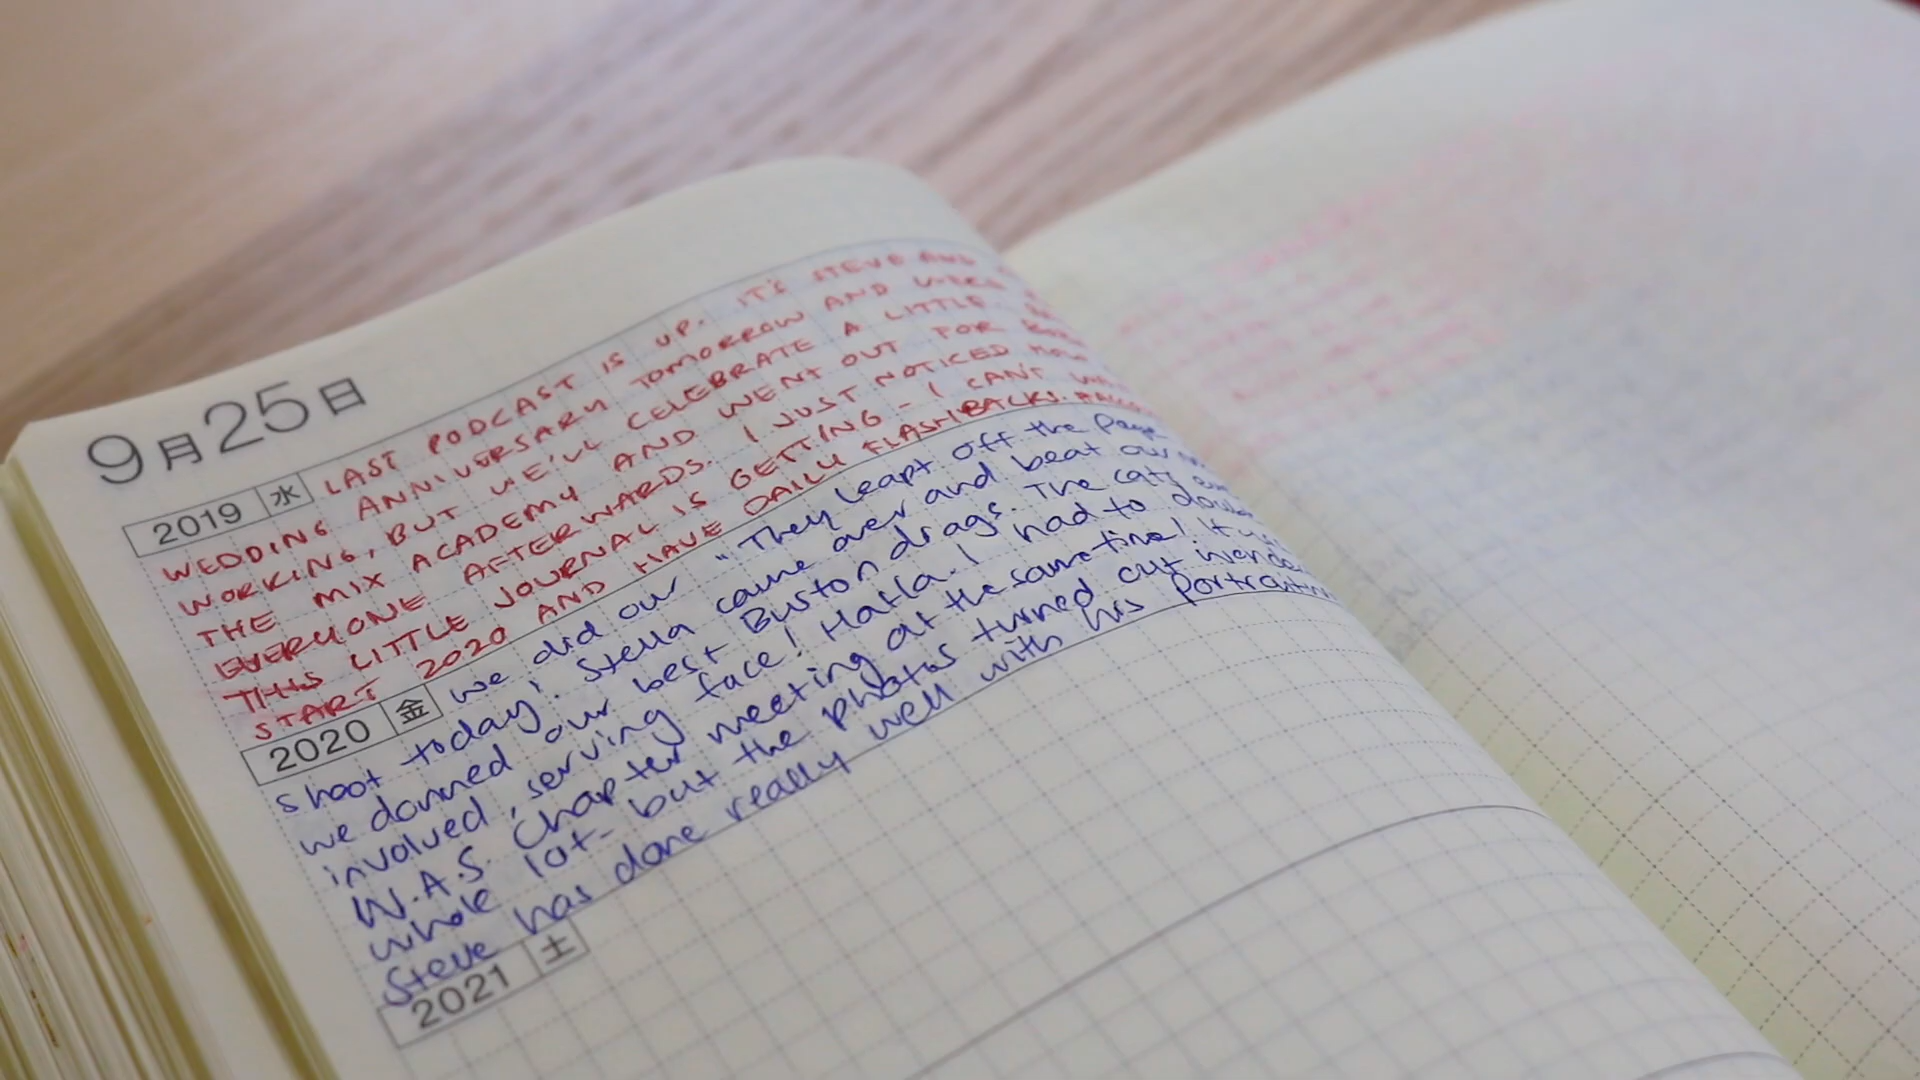 9月25日
2019 水 LAST PODCAST IS UP. IT'S STEVE AND
WEDDING ANNIVERSARY TOMORROW AND
WORKING, BUT WE'LL CELEBRATE A LITTLE
THE MIX ACADEMY AND WENT OUT FOR
EVERYONE AFTERWARDS. I JUST NOTICED HOW
THIS LITTLE JOURNAL IS GETTING - I CAN'T
START 2020 AND HAVE DAILY FLASHBACKS.
2020 金 we did our "They leapt off the page
shoot today, Stella came over and beat our
we donned our best Buston drags. The cats
involved, serving face! Hatla. I had to
W.A.S. Chapter meeting at the same time! It
whole lot - but the photos turned out
Steve has done really well with his
2021 土